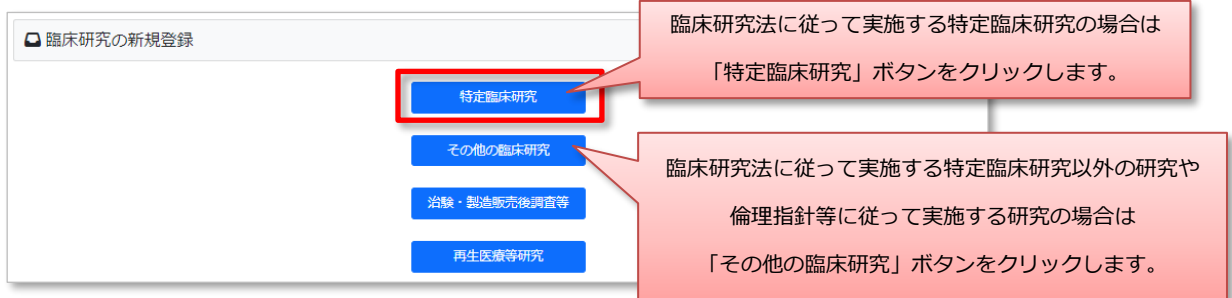 臨床研究の新規登録
臨床研究法に従って実施する特定臨床研究の場合は
「特定臨床研究」ボタンをクリックします。
特定臨床研究
その他の臨床研究
治験・製造販売後調査等
再生医療等研究
臨床研究法に従って実施する特定臨床研究以外の研究や
倫理指針等に従って実施する研究の場合は
「その他の臨床研究」ボタンをクリックします。